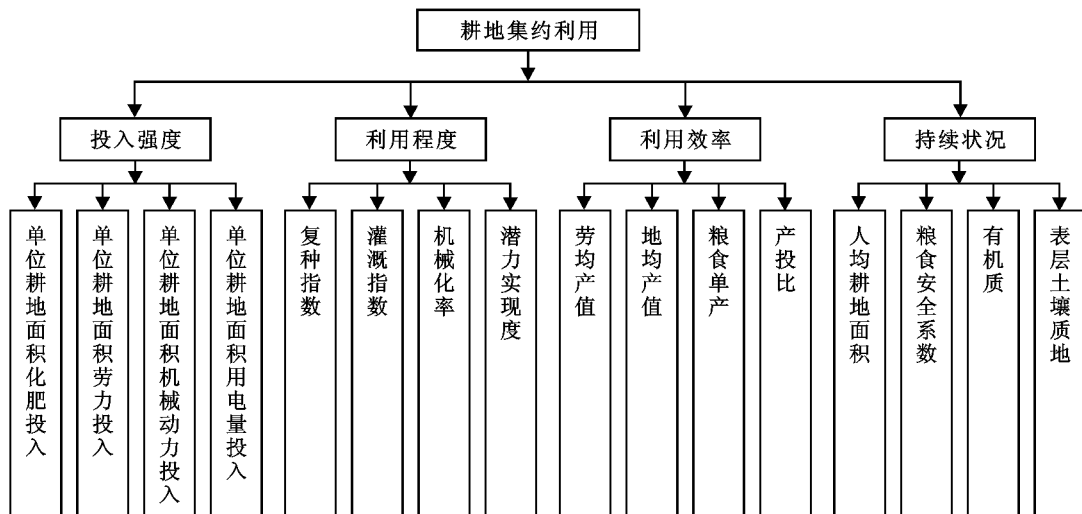 耕地集约利用
投入强度
利用程度
利用效率
持续状况
单位耕地面积化肥投入
单位耕地面积劳力投入
单位耕地面积机械动力投入
单位耕地面积用电量投入
复种指数
灌溉指数
机械化率
潜力实现度
劳均产值
地均产值
粮食单产
产投比
人均耕地面积
粮食安全系数
有机质
表层土壤质地